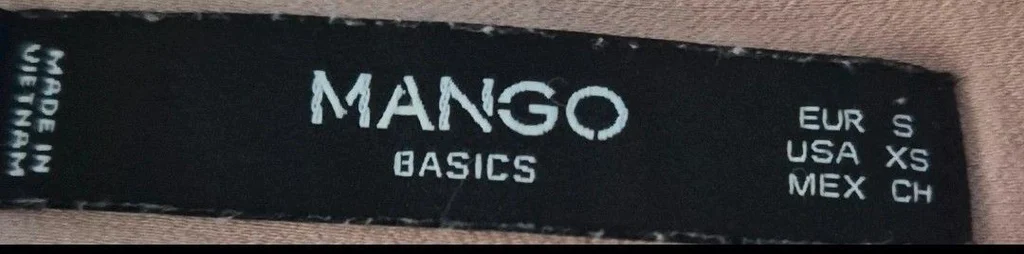 MADE IN
VIETNAM
MANGO
BASICS
EUR S
USA XS
MEX CH